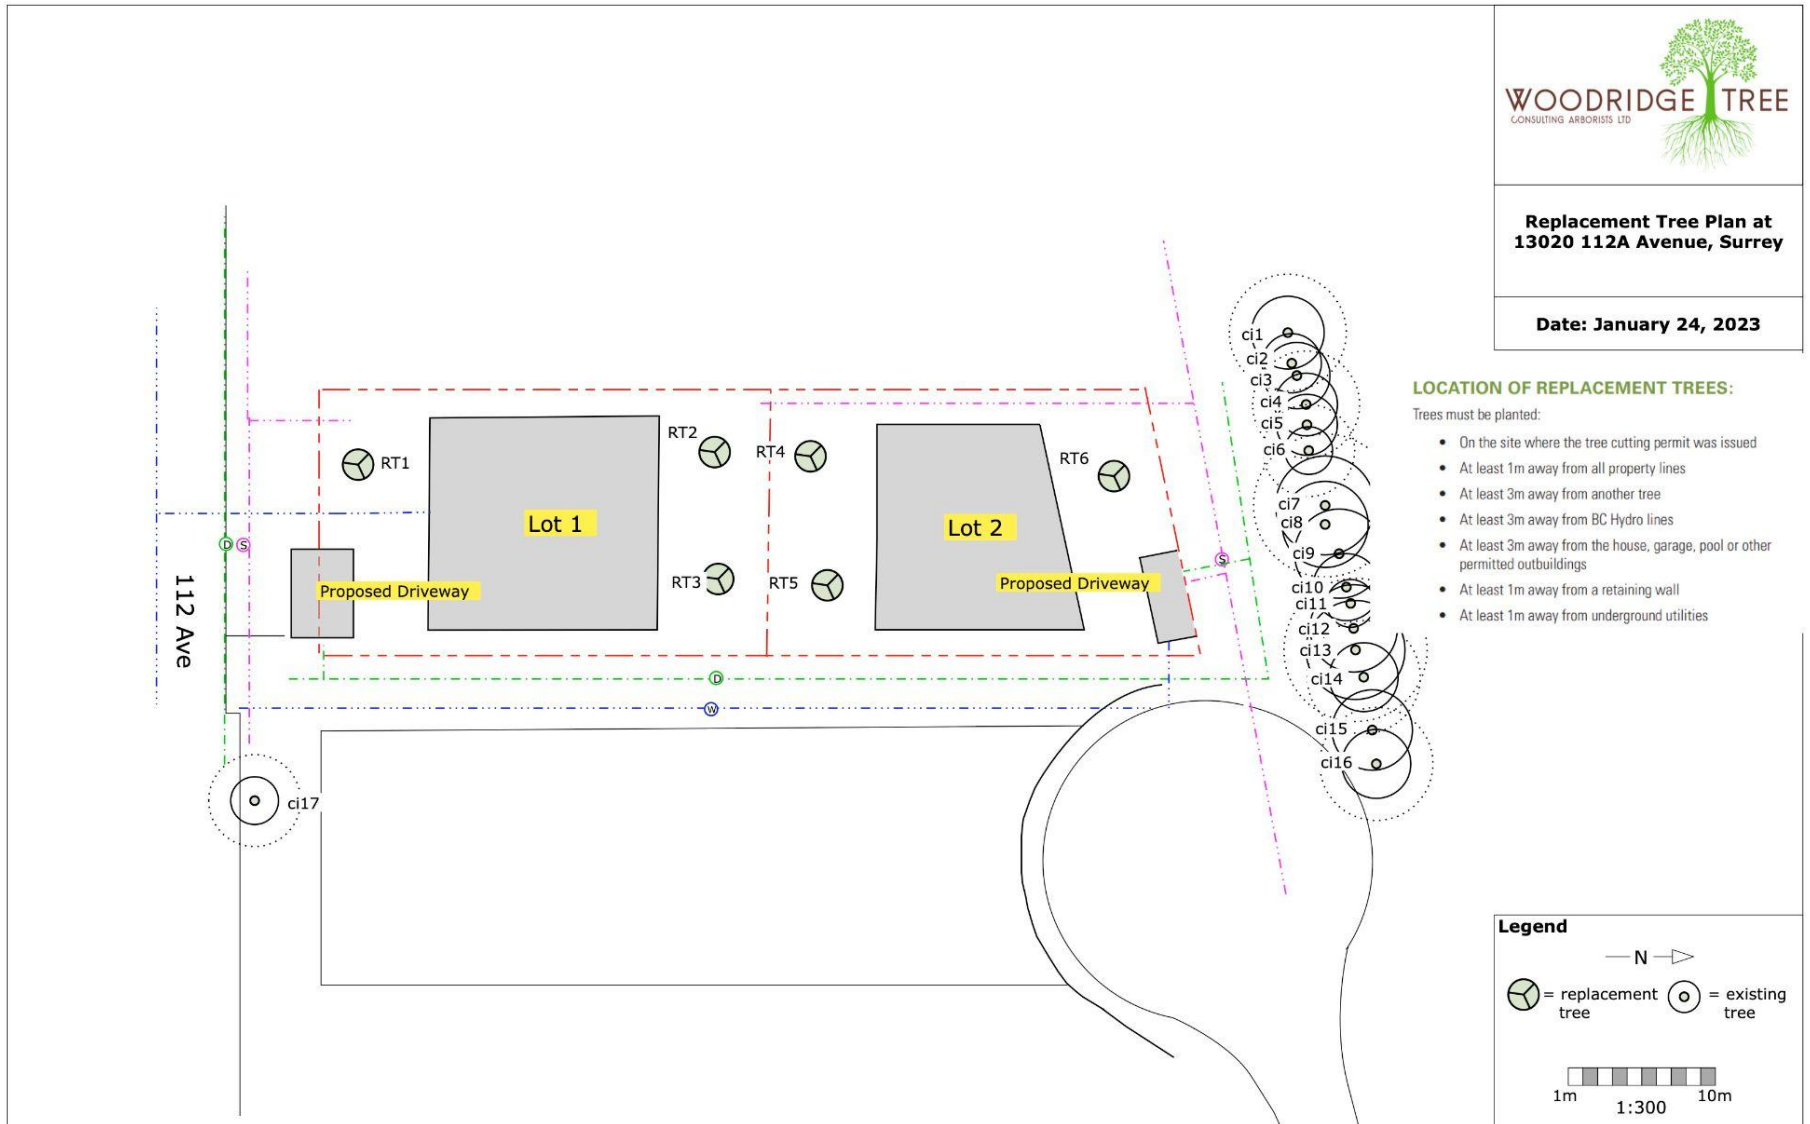 WOODRIDGE TREE
CONSULTING ARBORISTS LTD
Replacement Tree Plan at
13020 112A Avenue, Surrey
Date: January 24, 2023
LOCATION OF REPLACEMENT TREES:
Trees must be planted:
• On the site where the tree cutting permit was issued
• At least 1m away from all property lines
• At least 3m away from another tree
• At least 3m away from BC Hydro lines
• At least 3m away from the house, garage, pool or other
permitted outbuildings
• At least 1m away from a retaining wall
• At least 1m away from underground utilities
ci1
ci2
ci3
ci4
ci5
ci6
ci7
ci8
ci9
ci10
ci11
ci12
ci13
ci14
ci15
ci16
RT1
RT2
RT4
RT6
Lot 1
Lot 2
D
S
S
RT3
RT5
Proposed Driveway
Proposed Driveway
112 Ave
D
W
ci17
Legend
N
= replacement
tree
= existing
tree
1m
10m
1:300